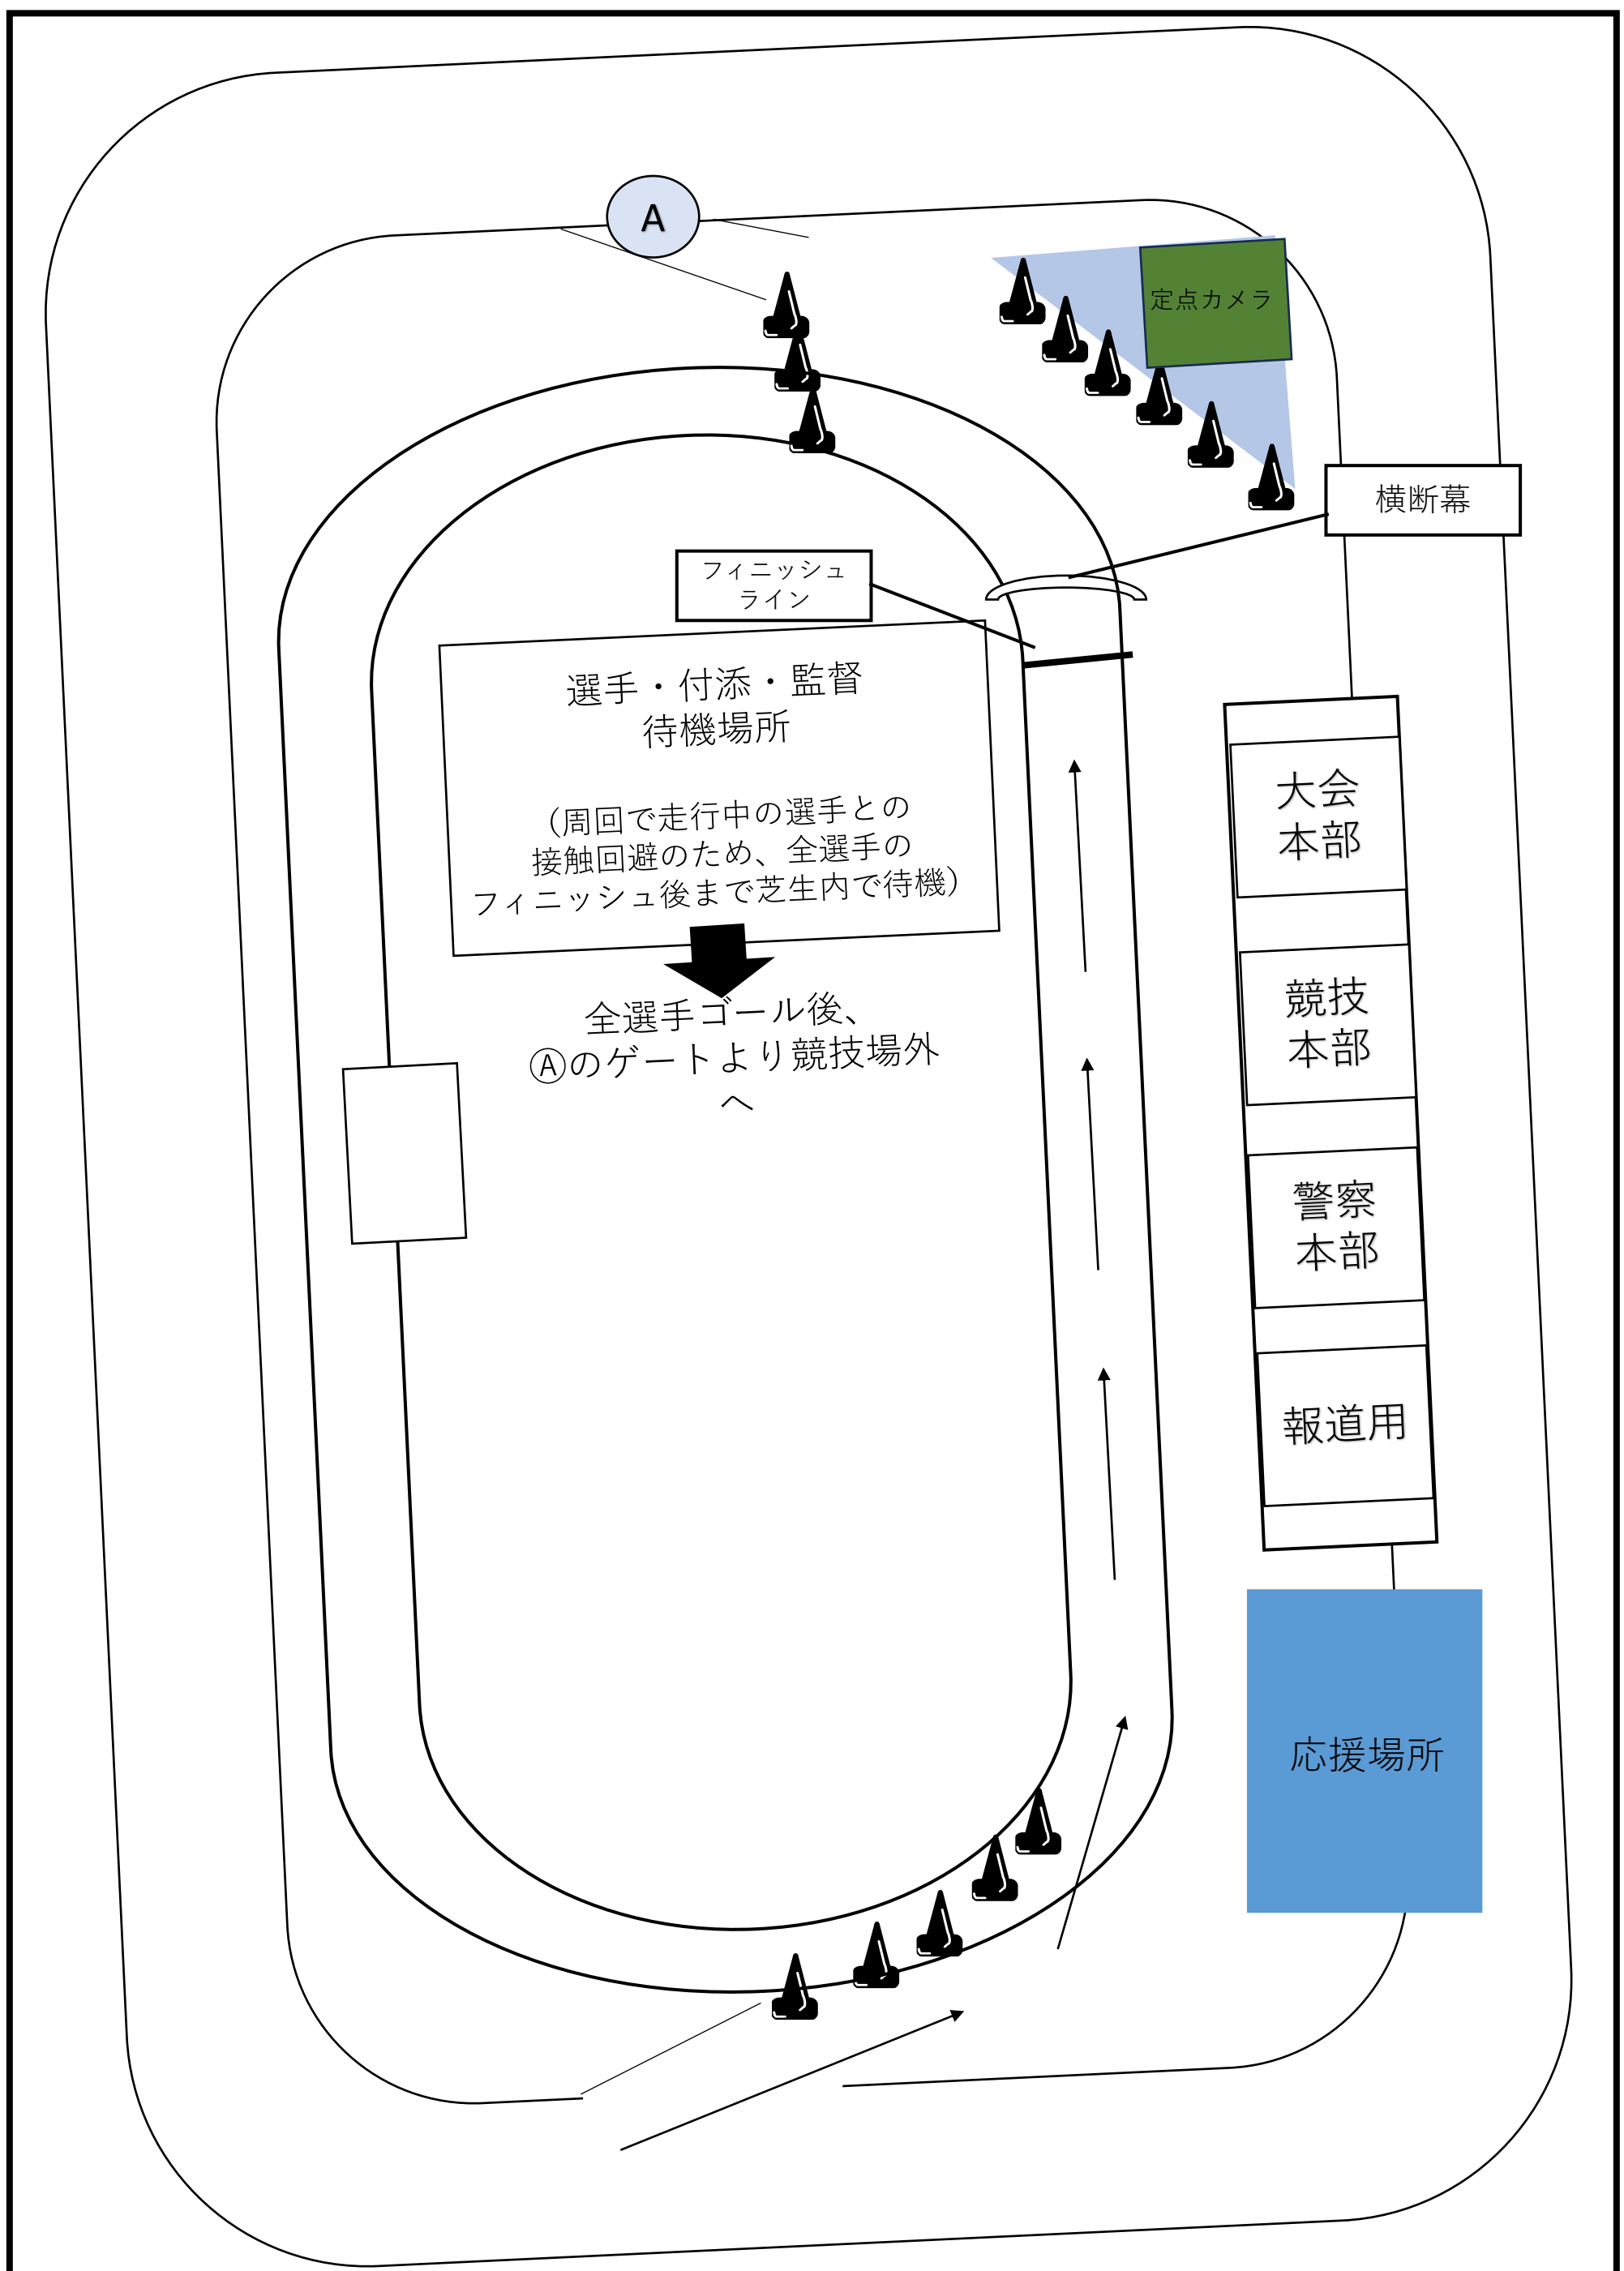 A
定点カメラ
横断幕
フィニッシュ
ライン
選手・付添・監督
待機場所
（周回で走行中の選手との
接触回避のため、全選手の
フィニッシュ後まで芝生内で待機）
全選手ゴール後、
Ⓐのゲートより競技場外
へ
大会
本部
競技
本部
警察
本部
報道用
応援場所